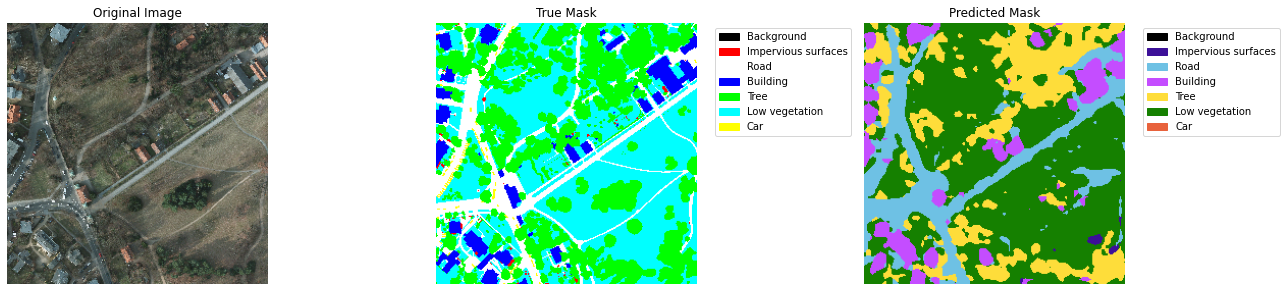 Original Image
True Mask
Background
Impervious surfaces
Road
Building
Tree
Low vegetation
Car
Predicted Mask
Background
Impervious surfaces
Road
Building
Tree
Low vegetation
Car